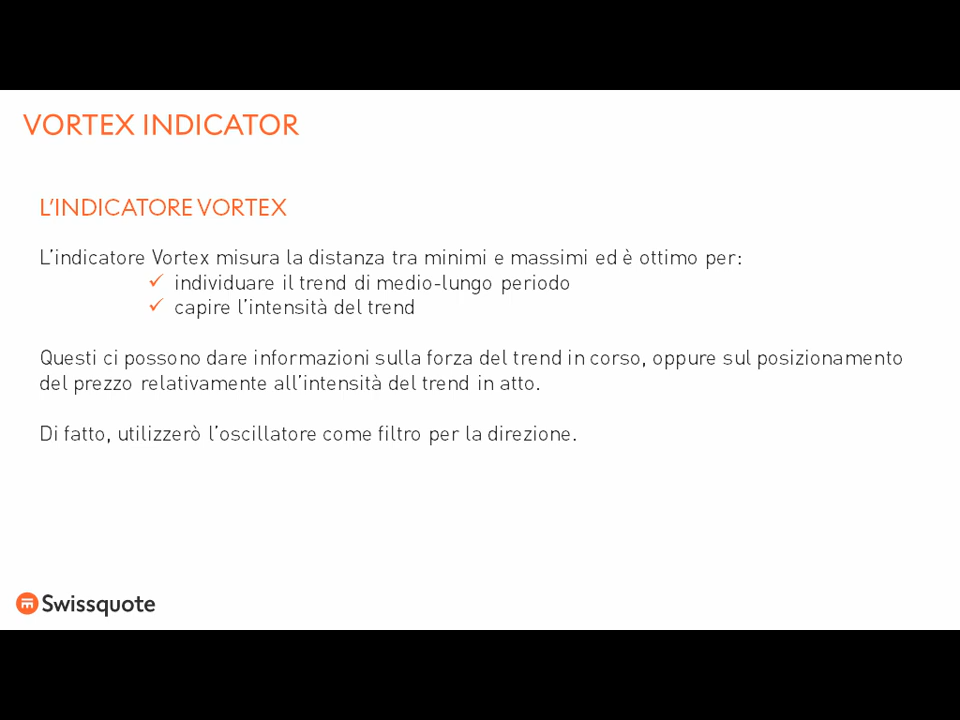 VORTEX INDICATOR
L'INDICATORE VORTEX
L'indicatore Vortex misura la distanza tra minimi e massimi ed è ottimo per:
✓ individuare il trend di medio-lungo periodo
✓ capire l'intensità del trend
Questi ci possono dare informazioni sulla forza del trend in corso, oppure sul posizionamento
del prezzo relativamente all'intensità del trend in atto.
Di fatto, utilizzerò l'oscillatore come filtro per la direzione.
Swissquote